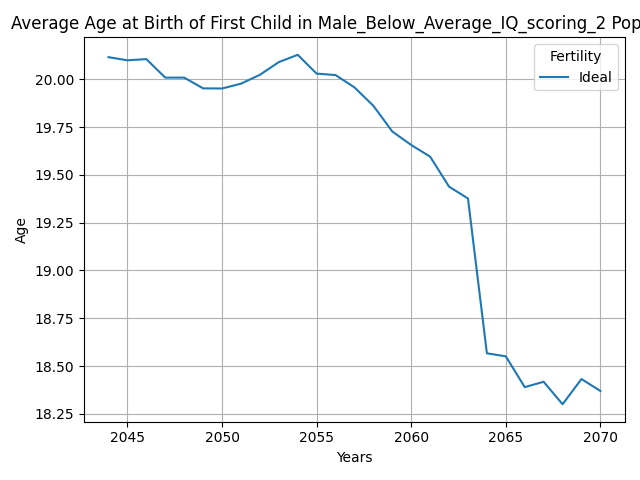 Average Age at Birth of First Child in Male_Below_Average_IQ_scoring_2 Pop
Fertility
Ideal
20.00
19.75
19.50
19.25
19.00
18.75
18.50
18.25
Age
2045 2050 2055 2060 2065 2070
Years